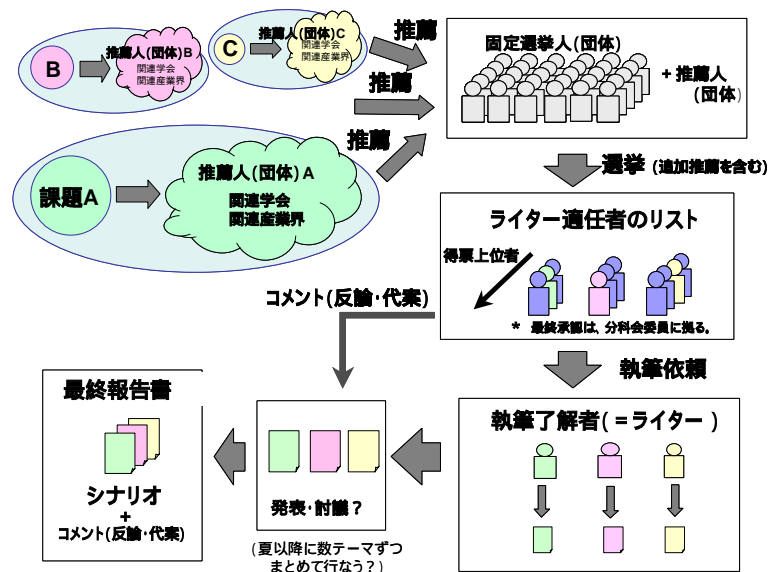 B
推薦人(団体)B
関連学会
関連産業界
C
推薦人(団体)C
関連学会
関連産業界
推薦
推薦
推薦
課題A
推薦人(団体)A
関連学会
関連産業界
固定選挙人(団体)
+推薦人
(団体)
選挙 (追加推薦を含む)
ライター適任者のリスト
得票上位者
* 最終承認は、分科会委員に拠る。
コメント(反論・代案)
執筆依頼
執筆了解者(=ライター)
発表・討議?
(夏以降に数テーマずつ
まとめて行なう?)
最終報告書
シナリオ
+
コメント(反論・代案)